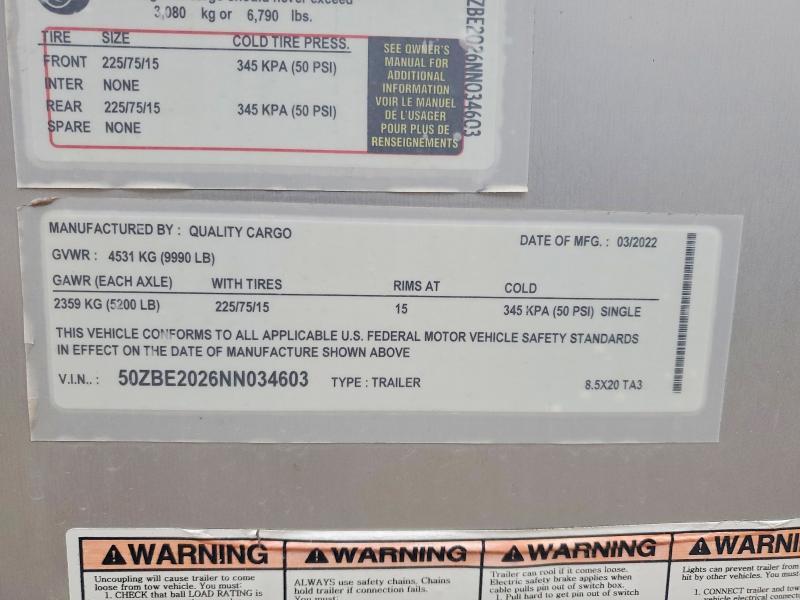 should never exceed
3,080 kg or 6,790 lbs.
TIRE SIZE COLD TIRE PRESS.
FRONT 225/75/15 345 KPA (50 PSI)
INTER NONE
REAR 225/75/15 345 KPA (50 PSI)
SPARE NONE
SEE OWNER'S
MANUAL FOR
ADDITIONAL
INFORMATION
VOIR LE MANUEL
DE L'USAGER
POUR PLUS DE
RENSEIGNEMENTS
ZBE2026NN034603
MANUFACTURED BY : QUALITY CARGO DATE OF MFG. : 03/2022
GVWR : 4531 KG (9990 LB)
GAWR (EACH AXLE) WITH TIRES RIMS AT COLD
2359 KG (5200 LB) 225/75/15 15 345 KPA (50 PSI) SINGLE
THIS VEHICLE CONFORMS TO ALL APPLICABLE U.S. FEDERAL MOTOR VEHICLE SAFETY STANDARDS
IN EFFECT ON THE DATE OF MANUFACTURE SHOWN ABOVE
V.I.N.. : 50ZBE2026NN034603 TYPE : TRAILER 8.5X20 TA3
WARNING
Uncoupling will cause trailer to come
loose from tow vehicle. You must:
1. CHECK that ball LOAD RATING is
WARNING
ALWAYS use safety chains. Chains
hold trailer if connection fails.
You must:
WARNING
Trailer can roll if it comes loose.
Electric safety brake applies when
cable pulls pin out of switch box.
1. Pull hard to get pin out of switch
WARNI
Lights can prevent trailer from
hit by other vehicles. You must
1. CONNECT trailer and tow
vehicle electrical connect